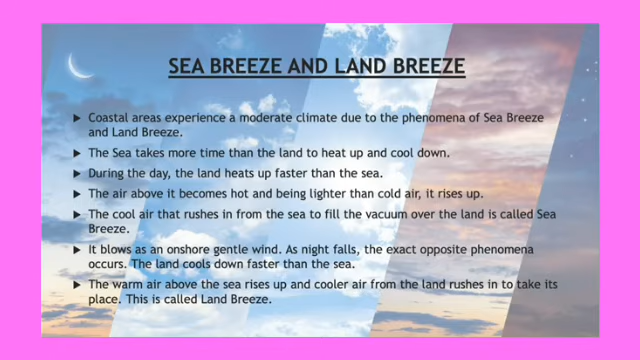 SEA BREEZE AND LAND BREEZE
Coastal areas experience a moderate climate due to the phenomena of Sea Breeze
and Land Breeze.
The Sea takes more time than the land to heat up and cool down.
During the day, the land heats up faster than the sea.
The air above it becomes hot and being lighter than cold air, it rises up.
The cool air that rushes in from the sea to fill the vacuum over the land is called Sea
Breeze.
It blows as an onshore gentle wind. As night falls, the exact opposite phenomena
occurs. The land cools down faster than the sea.
The warm air above the sea rises up and cooler air from the land rushes in to take its
place. This is called Land Breeze.